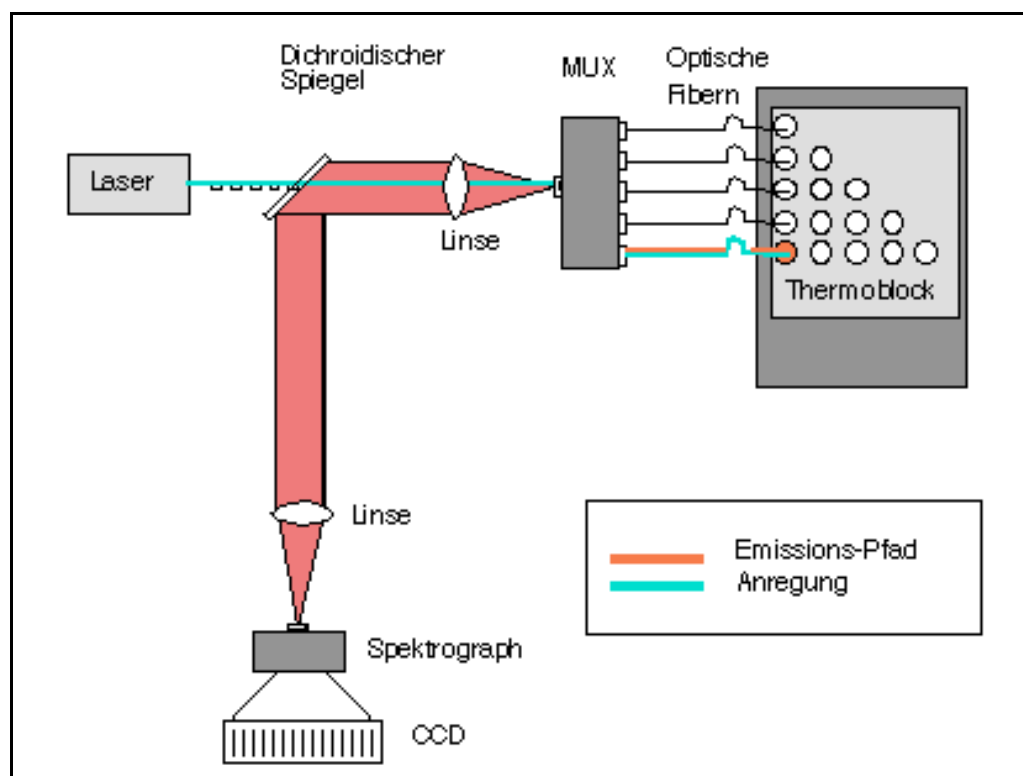 Dichroidischer
Spiegel
MUX
Optische
Fibern
Laser
Linse
Thermoblock
Linse
Emissions-Pfad
Anregung
Spektrograph
CCD